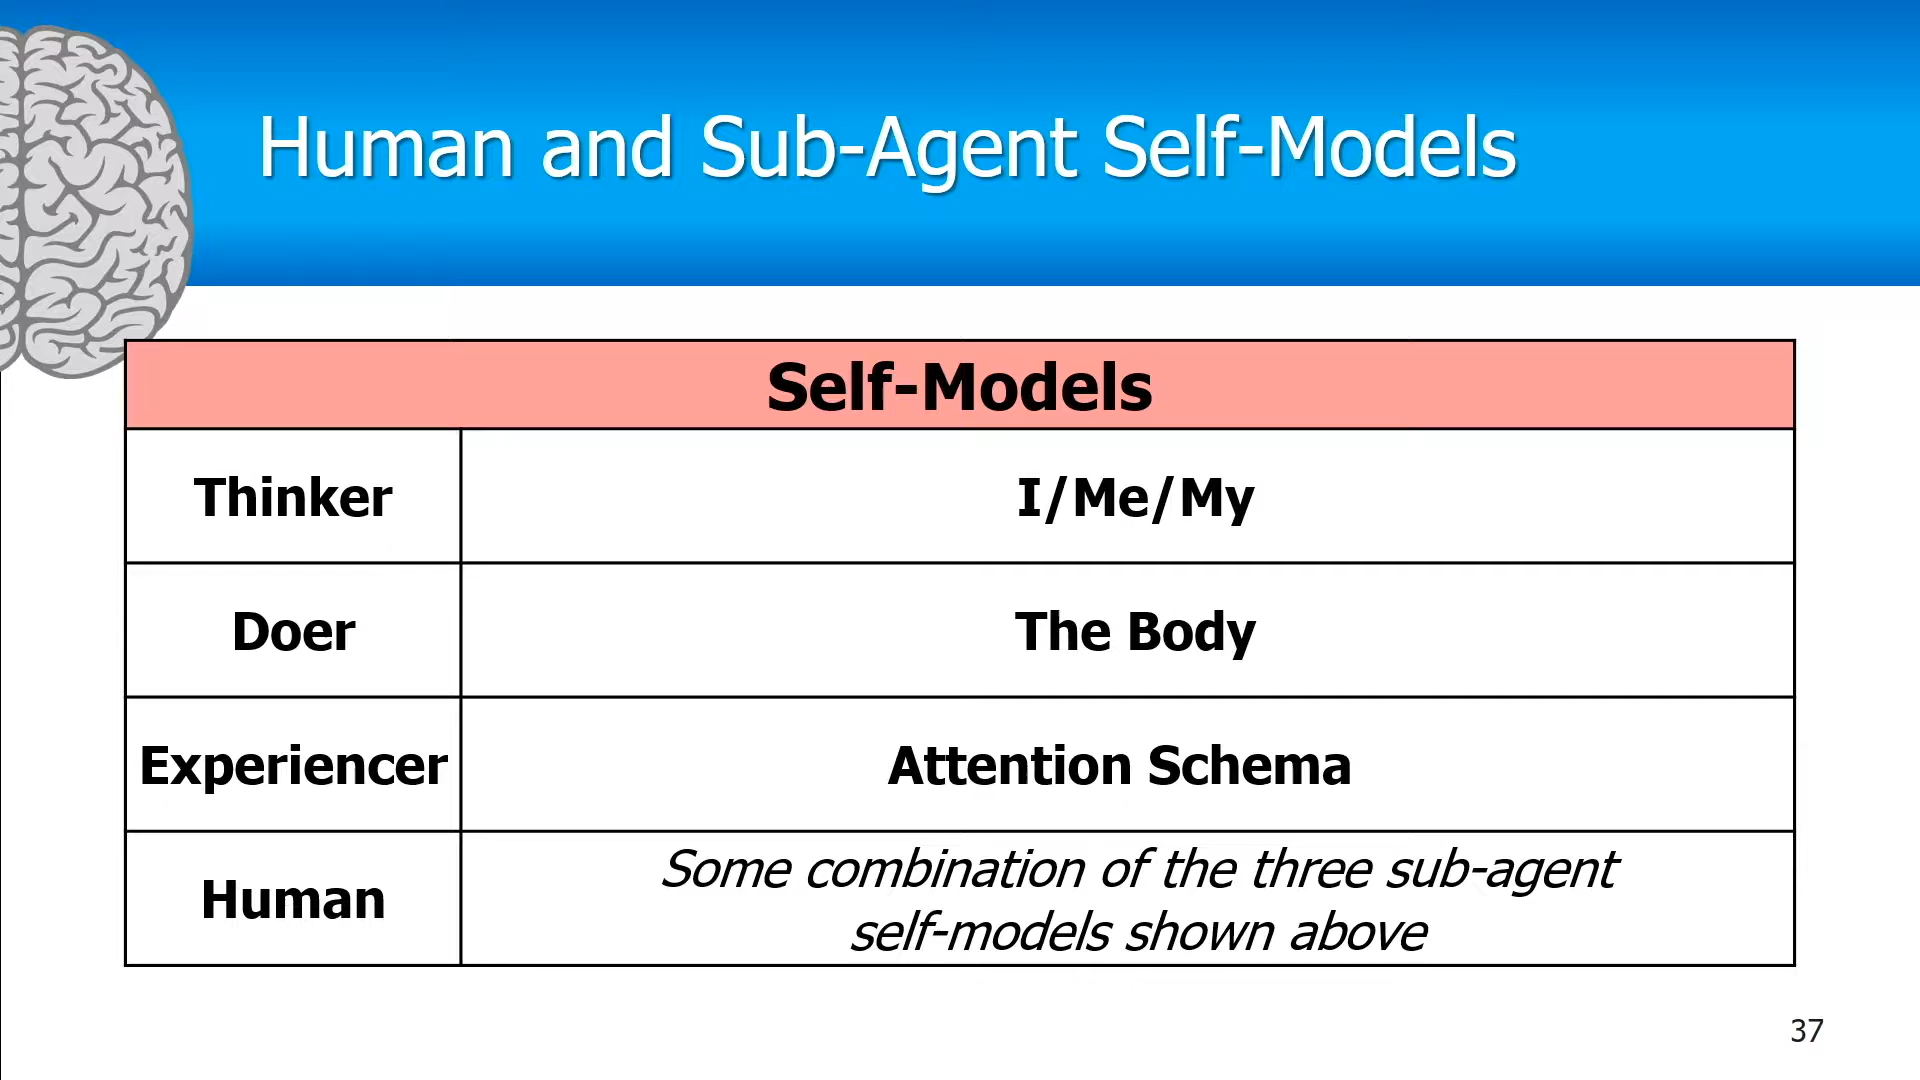 Human and Sub-Agent Self-Models
Self-Models
Thinker
I/Me/My
Doer
The Body
Experiencer
Attention Schema
Human
Some combination of the three sub-agent
self-models shown above
37